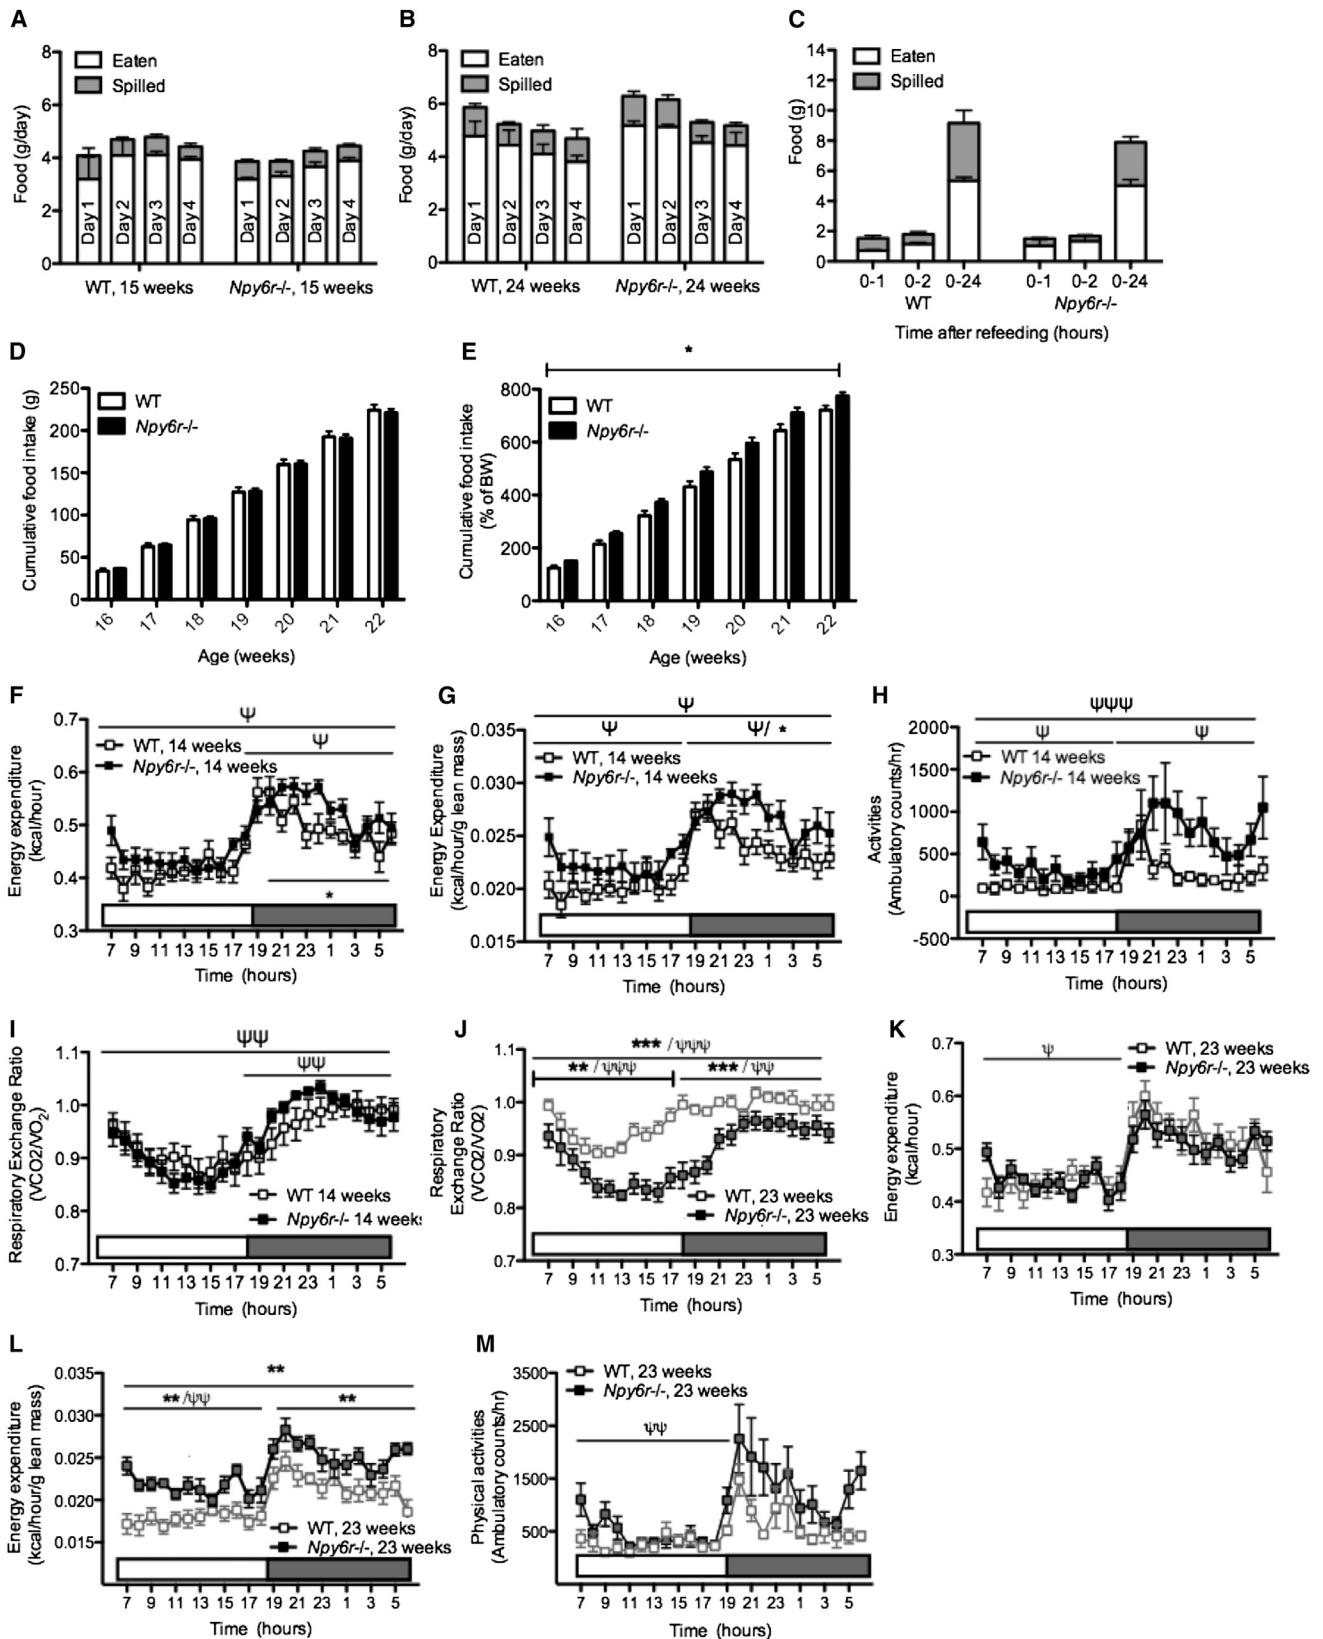 A
8
6
4
2
0
Food (g/day)
Eaten
Spilled
Day 1
Day 2
Day 3
Day 4
Day 1
Day 2
Day 3
Day 4
WT, 15 weeks
Npy6r-/-, 15 weeks
B
8
6
4
2
0
Food (g/day)
Eaten
Spilled
Day 1
Day 2
Day 3
Day 4
Day 1
Day 2
Day 3
Day 4
WT, 24 weeks
Npy6r-/-, 24 weeks
C
14
12
10
8
6
4
2
0
Food (g)
Eaten
Spilled
0-1 0-2 0-24 0-1 0-2 0-24
WT Npy6r-/-
Time after refeeding (hours)
D
250
200
150
100
50
0
Cumulative food intake (g)
WT
Npy6r-/-
16 17 18 19 20 21 22
Age (weeks)
E
*
800
600
400
200
0
Cumulative food intake
(% of BW)
WT
Npy6r-/-
16 17 18 19 20 21 22
Age (weeks)
F
ψ
ψ
0.7
0.6
0.5
0.4
0.3
Energy expenditure
(kcal/hour)
WT, 14 weeks
Npy6r-/-, 14 weeks
*
7 9 11 13 15 17 19 21 23 1 3 5
Time (hours)
G
ψ
ψ ψ/ *
0.035
0.030
0.025
0.020
0.015
Energy Expenditure
(kcal/hour/g lean mass)
WT, 14 weeks
Npy6r-/-, 14 weeks
7 9 11 13 15 17 19 21 23 1 3 5
Time (hours)
H
ψψψ
ψ ψ
2000
1500
1000
500
0
-500
Activities
(Ambulatory counts/hr)
WT 14 weeks
Npy6r-/- 14 weeks
7 9 11 13 15 17 19 21 23 1 3 5
Time (hours)
I
ψψ
ψψ
1.1
1.0
0.9
0.8
0.7
Respiratory Exchange Ratio
(VCO2/VO₂)
WT 14 weeks
Npy6r-/- 14 weeks
7 9 11 13 15 17 19 21 23 1 3 5
Time (hours)
J
*** /ψψψ
** /ψψψ *** /ψψ
1.1
1.0
0.9
0.8
0.7
Respiratory
Exchange Ratio
(VCO2/VO2)
WT, 23 weeks
Npy6r-/-, 23 weeks
7 9 11 13 15 17 19 21 23 1 3 5
Time (hours)
K
ψ
0.7
0.6
0.5
0.4
0.3
Energy expenditure
(kcal/hour)
WT, 23 weeks
Npy6r-/-, 23 weeks
7 9 11 13 15 17 19 21 23 1 3 5
Time (hours)
L
**
** /ψψ **
0.035
0.030
0.025
0.020
0.015
Energy expenditure
(kcal/hour/g lean mass)
WT, 23 weeks
Npy6r-/-, 23 weeks
7 9 11 13 15 17 19 21 23 1 3 5
Time (hours)
M
WT, 23 weeks
Npy6r-/-, 23 weeks
ψψ
3500
2500
1500
500
Physical activities
(Ambulatory counts/hr)
7 9 11 13 15 17 19 21 23 1 3 5
Time (hours)